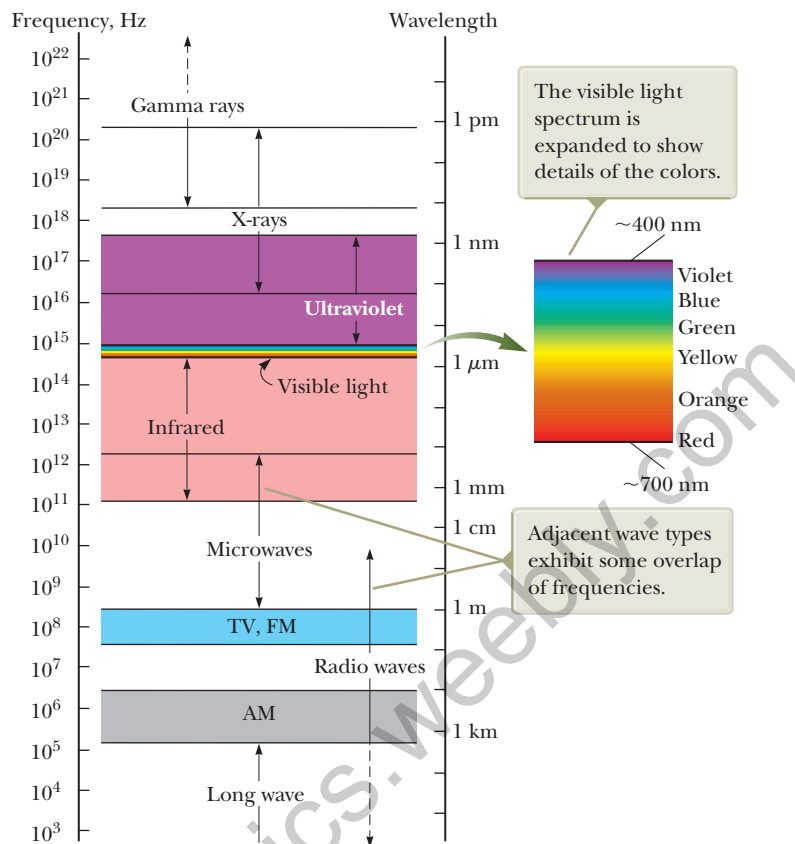 Frequency, Hz
Wavelength
10²²
10²¹
Gamma rays
10²⁰
1 pm
10¹⁹
10¹⁸
X-rays
1 nm
10¹⁷
10¹⁶
Ultraviolet
10¹⁵
1 μm
10¹⁴
Visible light
10¹³
Infrared
10¹²
10¹¹
1 mm
1 cm
10¹⁰
Microwaves
10⁹
1 m
10⁸
TV, FM
10⁷
Radio waves
10⁶
AM
1 km
10⁵
10⁴
Long wave
10³
The visible light
spectrum is
expanded to show
details of the colors.
~400 nm
Violet
Blue
Green
Yellow
Orange
Red
~700 nm
Adjacent wave types
exhibit some overlap
of frequencies.
ics.weebly.com